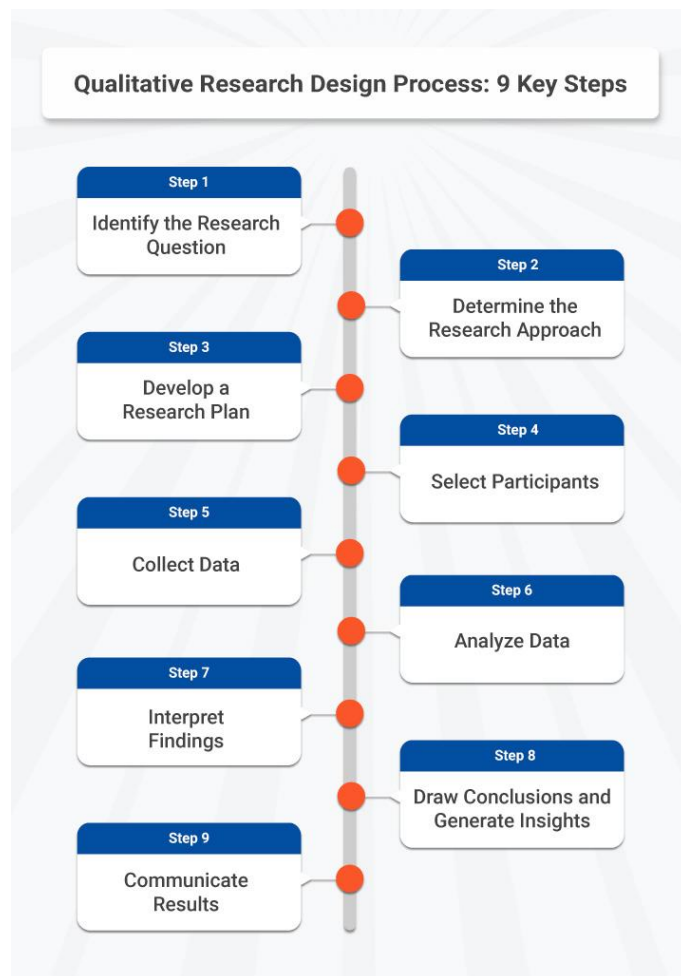 Qualitative Research Design Process: 9 Key Steps
Step 1
Identify the Research
Question
Step 2
Determine the
Research Approach
Step 3
Develop a
Research Plan
Step 4
Select Participants
Step 5
Collect Data
Step 6
Analyze Data
Step 7
Interpret
Findings
Step 8
Draw Conclusions and
Generate Insights
Step 9
Communicate
Results